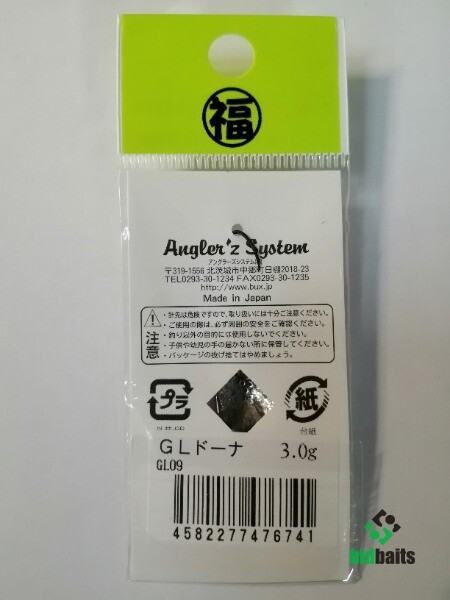 福
Angler'z System
アングラーズシステム
〒319-1556 北茨城市中郷町日棚2018-23
TEL0293-30-1234 FAX0293-30-1235
http://www.bux.jp
Made in Japan
注意
・針先は危険ですので、取り扱いには十分ご注意ください。
・ご使用の際は、必ず周囲の安全をご確認ください。
・釣り以外の目的には使用しないでください。
・子供や幼児の手の届かない所に保管してください。
・パッケージの投げ捨てはやめましょう。
プラ
紙
台紙
GLドーナ 3.0g
GL09
4582277476741
bidbaits